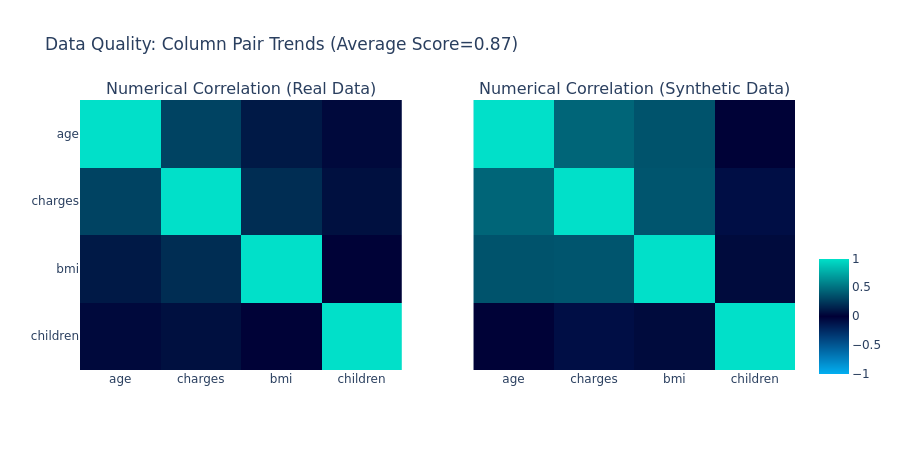 Data Quality: Column Pair Trends (Average Score=0.87)
Numerical Correlation (Real Data)
Numerical Correlation (Synthetic Data)
age
charges
bmi
children
age
charges
bmi
children
age
charges
bmi
children
1
0.5
0
−0.5
−1